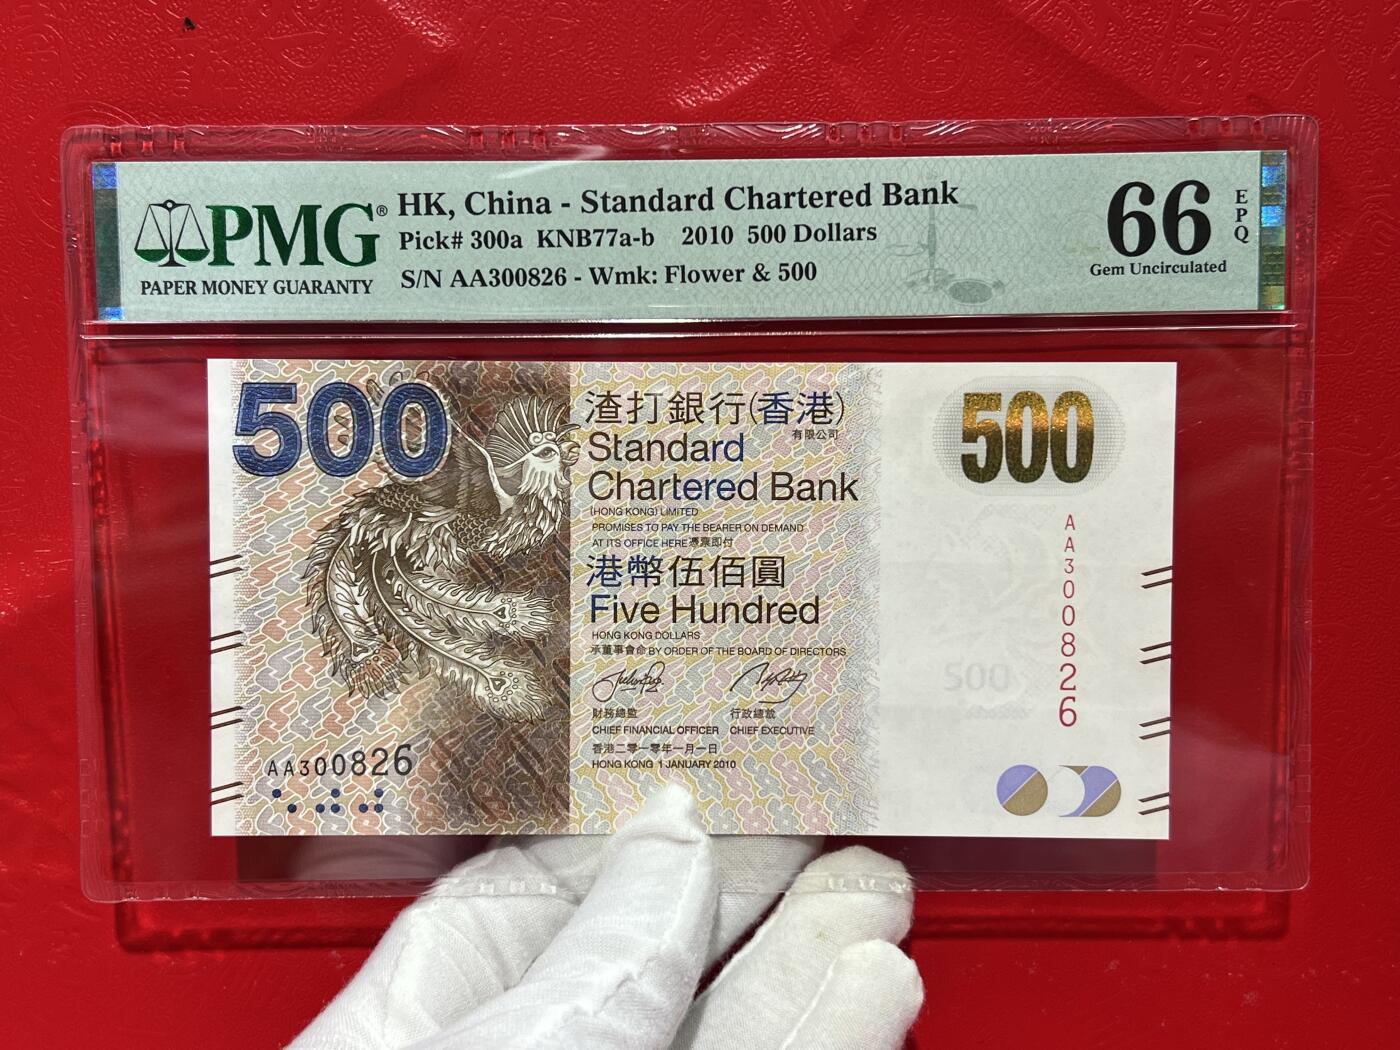 PMG®
PAPER MONEY GUARANTY
HK, China - Standard Chartered Bank
Pick# 300a KNB77a-b 2010 500 Dollars
S/N AA300826 - Wmk: Flower & 500
66
EPQ
Gem Uncirculated
500
渣打銀行(香港)
有限公司
Standard
Chartered Bank
(HONG KONG) LIMITED
PROMISES TO PAY THE BEARER ON DEMAND
AT ITS OFFICE HERE 憑票即付
港幣伍佰圓
Five Hundred
HONG KONG DOLLARS
承董事會命 BY ORDER OF THE BOARD OF DIRECTORS
財務總監 行政總裁
CHIEF FINANCIAL OFFICER CHIEF EXECUTIVE
香港二零一零年一月一日
HONG KONG 1 JANUARY 2010
AA300826
500
AA300826
500